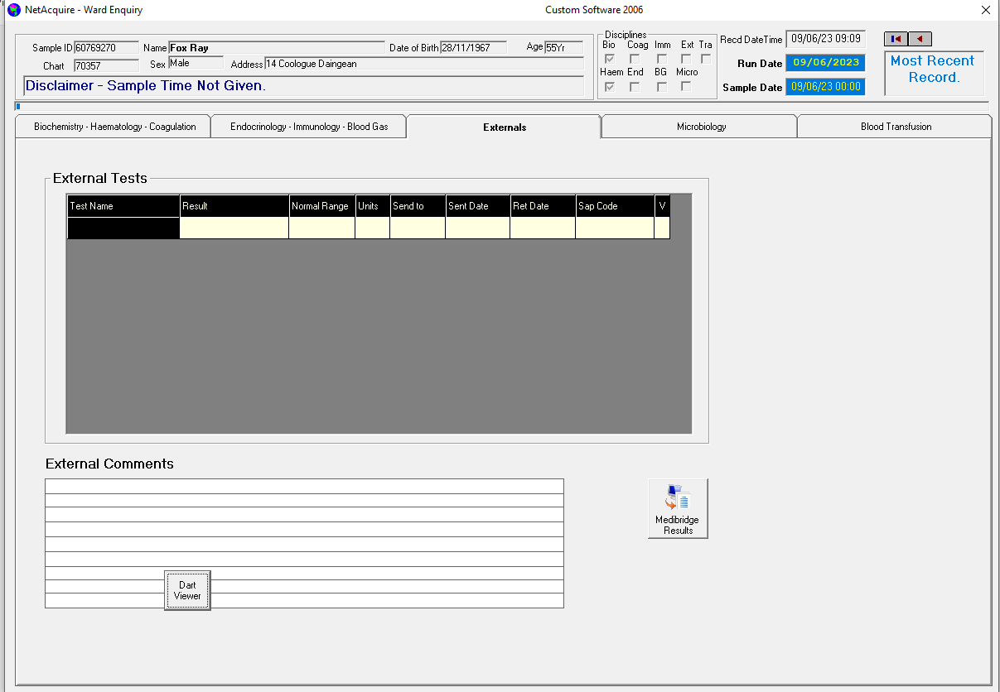 NetAcquire - Ward Enquiry
Custom Software 2006
Sample ID 60769270 Name Fox Ray Date of Birth 28/11/1967 Age 55Yr
Chart 70357 Sex Male Address 14 Coologue Daingean
Disclaimer - Sample Time Not Given.
Disciplines
Bio Coag Imm Ext Tra
Haem End BG Micro
Recd DateTime 09/06/23 09:09
Run Date 09/06/2023
Sample Date 09/06/23 00:00
Most Recent
Record.
Biochemistry - Haematology - Coagulation
Endocrinology - Immunology - Blood Gas
Externals
Microbiology
Blood Transfusion
External Tests
Test Name Result Normal Range Units Send to Sent Date Ret Date Sap Code V
External Comments
Medibridge
Results
Dart
Viewer